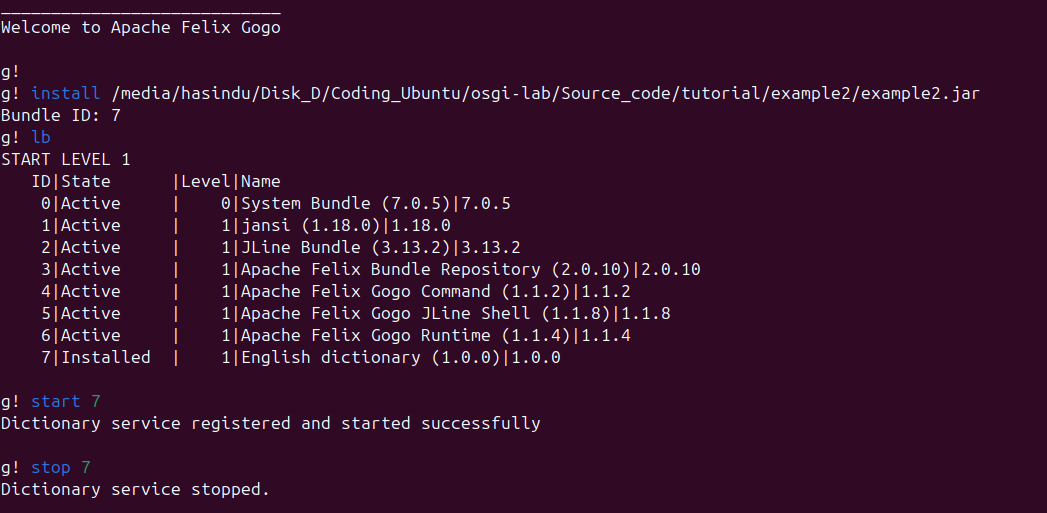 ____________________________
Welcome to Apache Felix Gogo
g!
g! install /media/hasindu/Disk_D/Coding_Ubuntu/osgi-lab/Source_code/tutorial/example2/example2.jar
Bundle ID: 7
g! lb
START LEVEL 1
   ID|State      |Level|Name
    0|Active     |    0|System Bundle (7.0.5)|7.0.5
    1|Active     |    1|jansi (1.18.0)|1.18.0
    2|Active     |    1|JLine Bundle (3.13.2)|3.13.2
    3|Active     |    1|Apache Felix Bundle Repository (2.0.10)|2.0.10
    4|Active     |    1|Apache Felix Gogo Command (1.1.2)|1.1.2
    5|Active     |    1|Apache Felix Gogo JLine Shell (1.1.8)|1.1.8
    6|Active     |    1|Apache Felix Gogo Runtime (1.1.4)|1.1.4
    7|Installed  |    1|English dictionary (1.0.0)|1.0.0
g! start 7
Dictionary service registered and started successfully
g! stop 7
Dictionary service stopped.